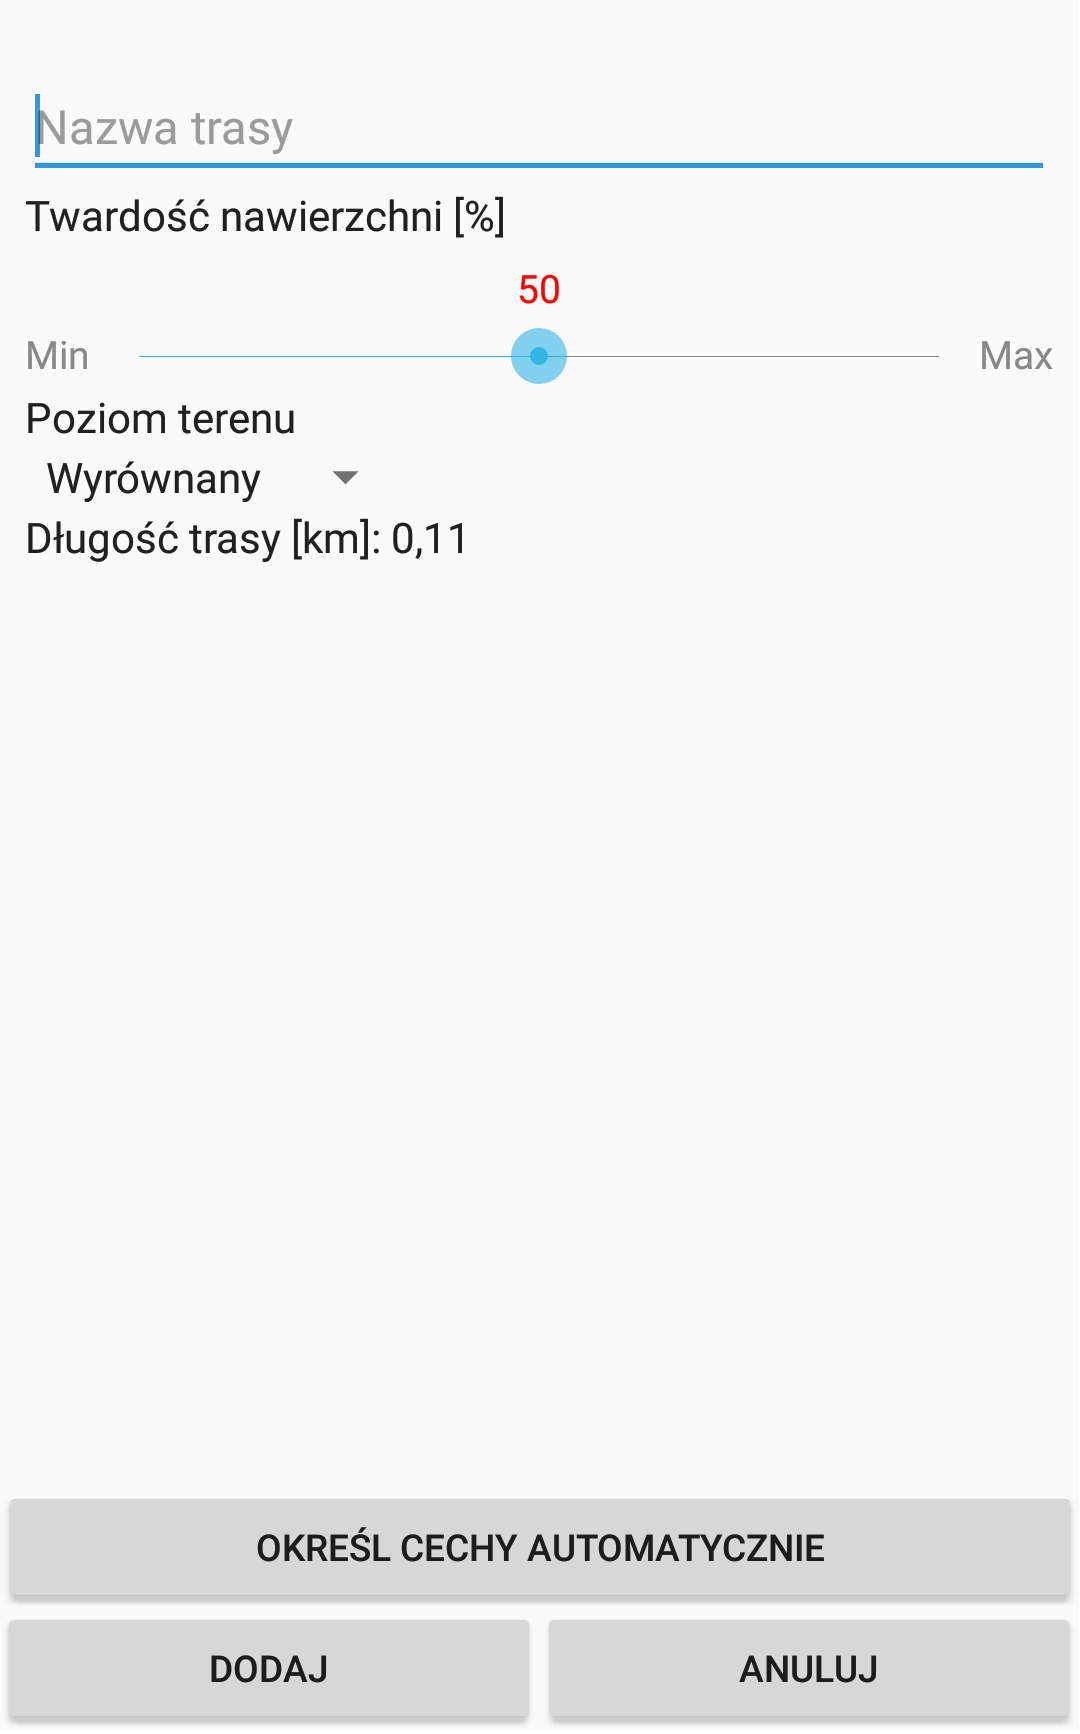 Nazwa trasy
Twardość nawierzchni [%]
50
Min Max
Poziom terenu
Wyrównany
Długość trasy [km]: 0,11
OKREŚL CECHY AUTOMATYCZNIE
DODAJ ANULUJ